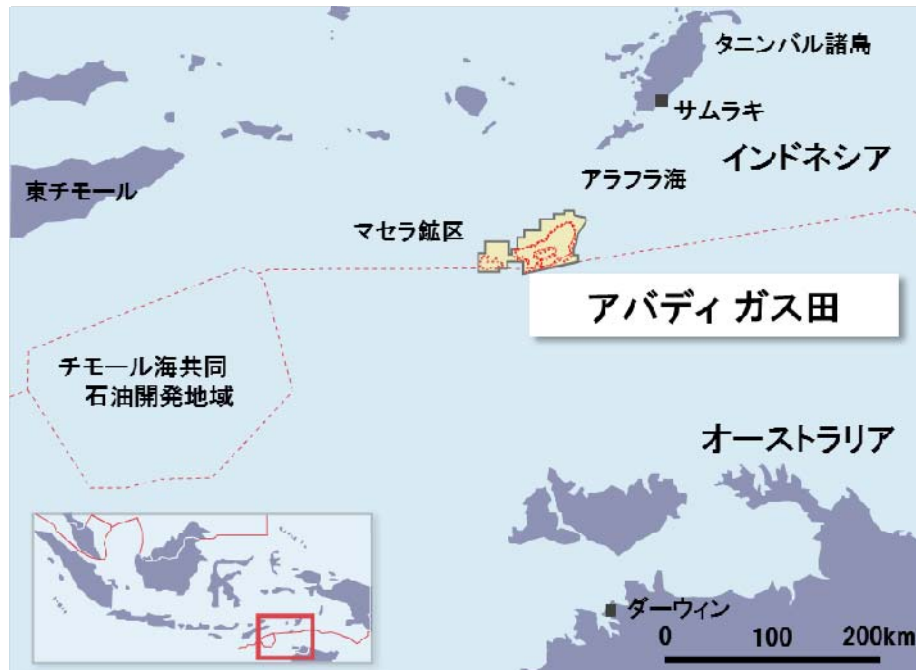 タニンバル諸島
サムラキ
インドネシア
アラフラ海
東チモール
マセラ鉱区
アバディ ガス田
チモール海共同
石油開発地域
オーストラリア
ダーウィン
0 100 200km